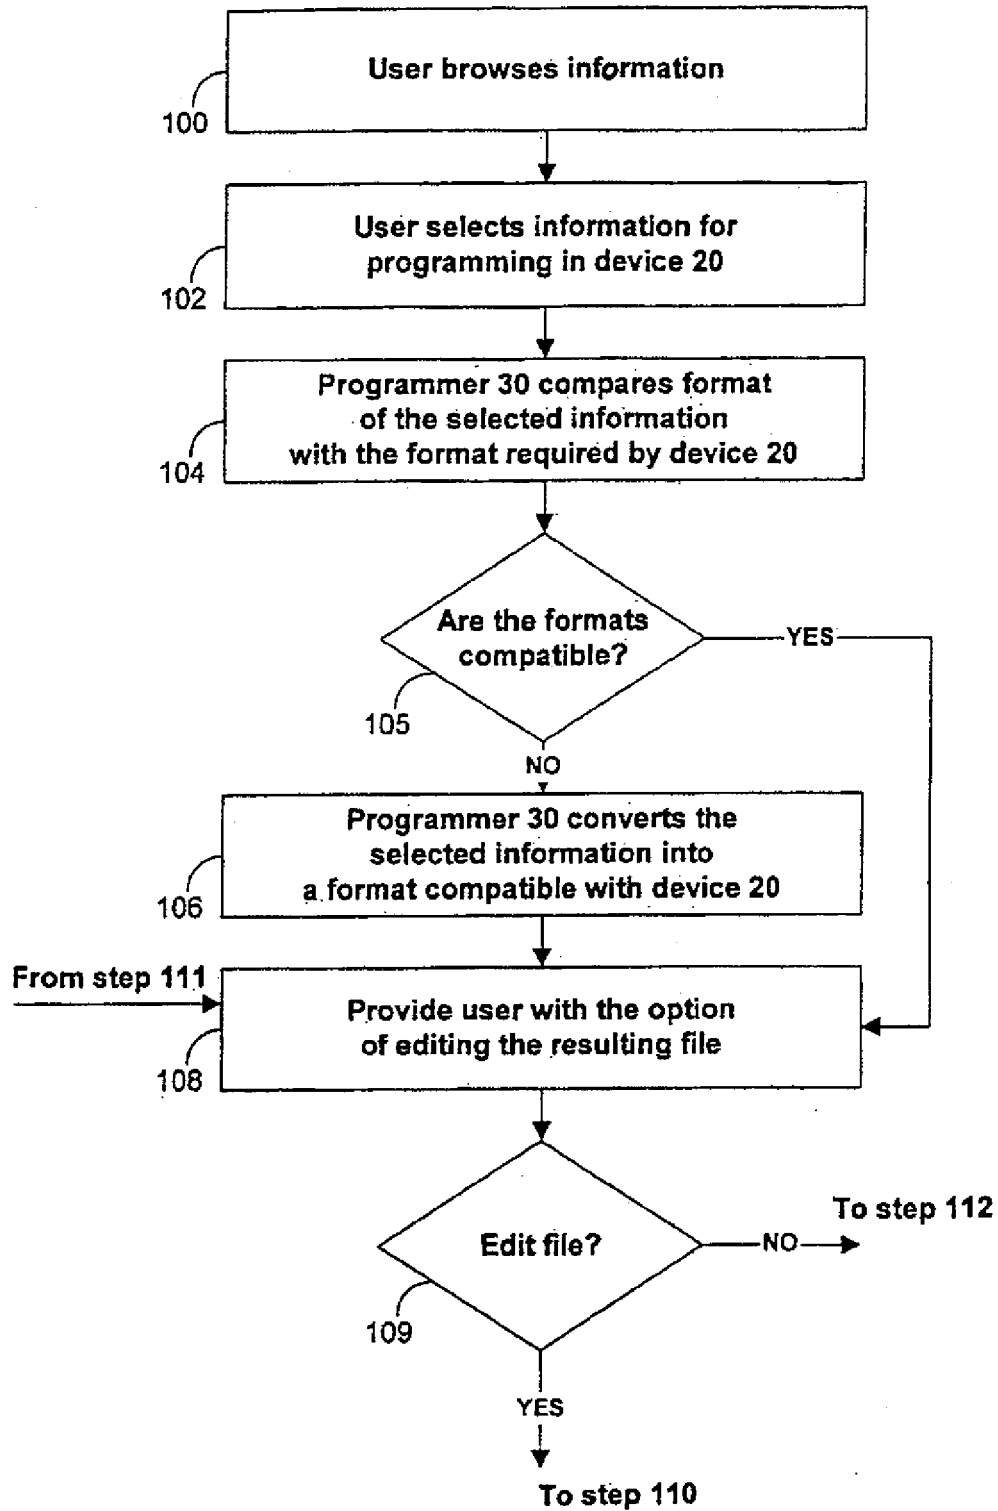 User browses information
100
User selects information for
programming in device 20
102
Programmer 30 compares format
of the selected information
with the format required by device 20
104
Are the formats
compatible?
YES
105
NO
Programmer 30 converts the
selected information into
a format compatible with device 20
106
From step 111
Provide user with the option
of editing the resulting file
108
To step 112
Edit file?
NO
109
YES
To step 110